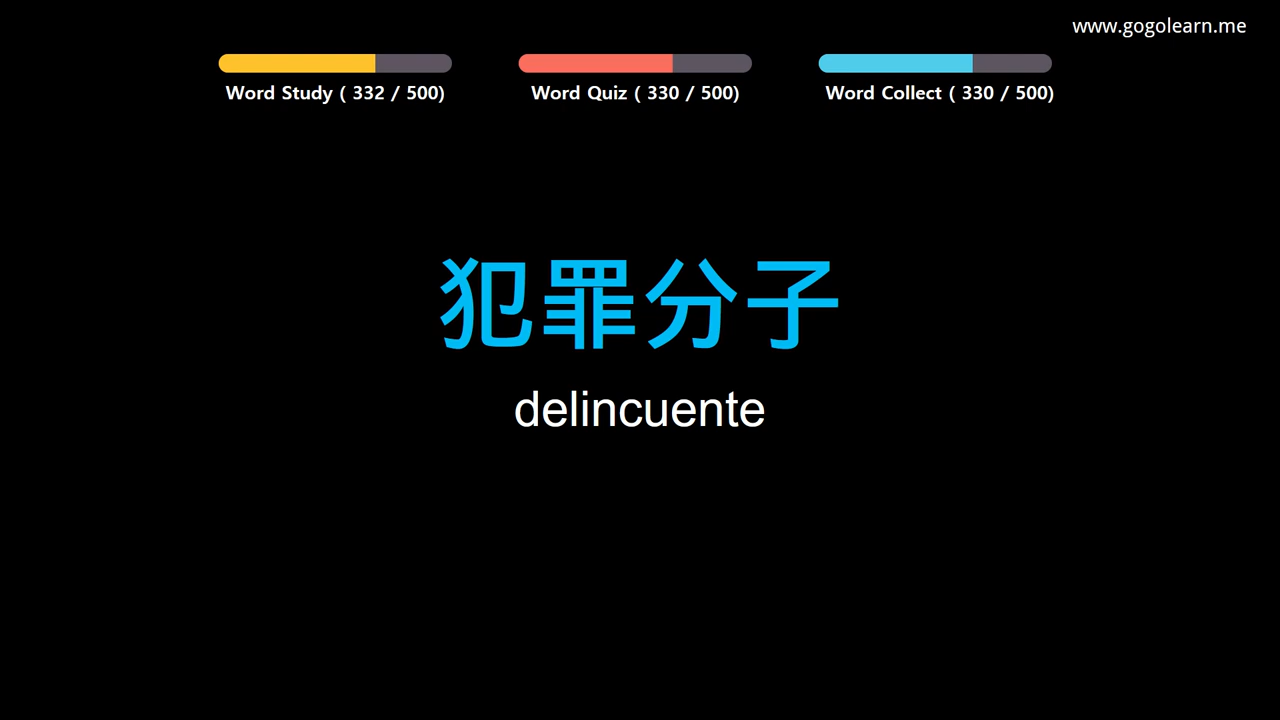 www.gogolearn.me
Word Study ( 332 / 500)
Word Quiz ( 330 / 500)
Word Collect ( 330 / 500)
犯罪分子
delincuente